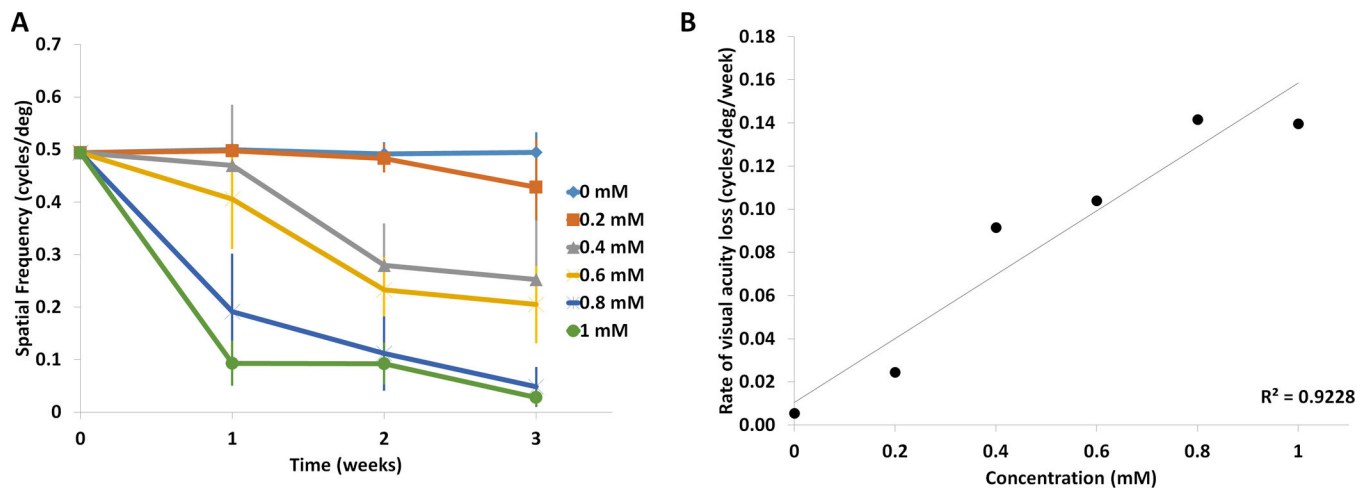 A
Spatial Frequency (cycles/deg)
0.7
0.6
0.5
0.4
0.3
0.2
0.1
0
0 1 2 3
Time (weeks)
0 mM
0.2 mM
0.4 mM
0.6 mM
0.8 mM
1 mM
B
Rate of visual acuity loss (cycles/deg/week)
0.18
0.16
0.14
0.12
0.10
0.08
0.06
0.04
0.02
0.00
R² = 0.9228
0 0.2 0.4 0.6 0.8 1
Concentration (mM)